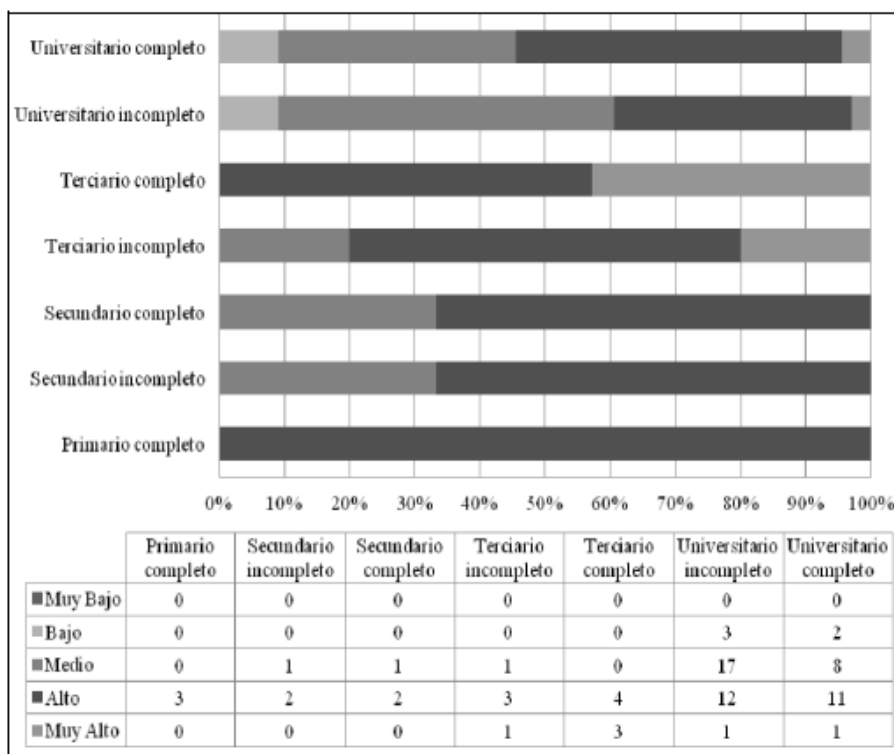 Universitario completo
Universitario incompleto
Terciario completo
Terciario incompleto
Secundario completo
Secundario incompleto
Primario completo
0% 10% 20% 30% 40% 50% 60% 70% 80% 90% 100%
Primario Secundario Secundario Terciario Terciario Universitario Universitario
completo incompleto completo incompleto completo incompleto completo
Muy Bajo 0 0 0 0 0 0 0
Bajo 0 0 0 0 0 3 2
Medio 0 1 1 1 0 17 8
Alto 3 2 2 3 4 12 11
Muy Alto 0 0 0 1 3 1 1